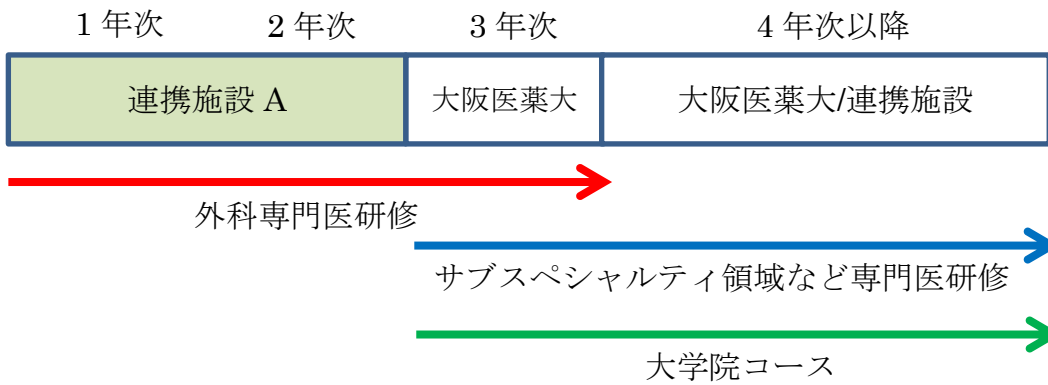 1 年次 2 年次 3 年次 4 年次以降
連携施設 A 大阪医薬大 大阪医薬大/連携施設
外科専門医研修
サブスペシャルティ領域など専門医研修
大学院コース